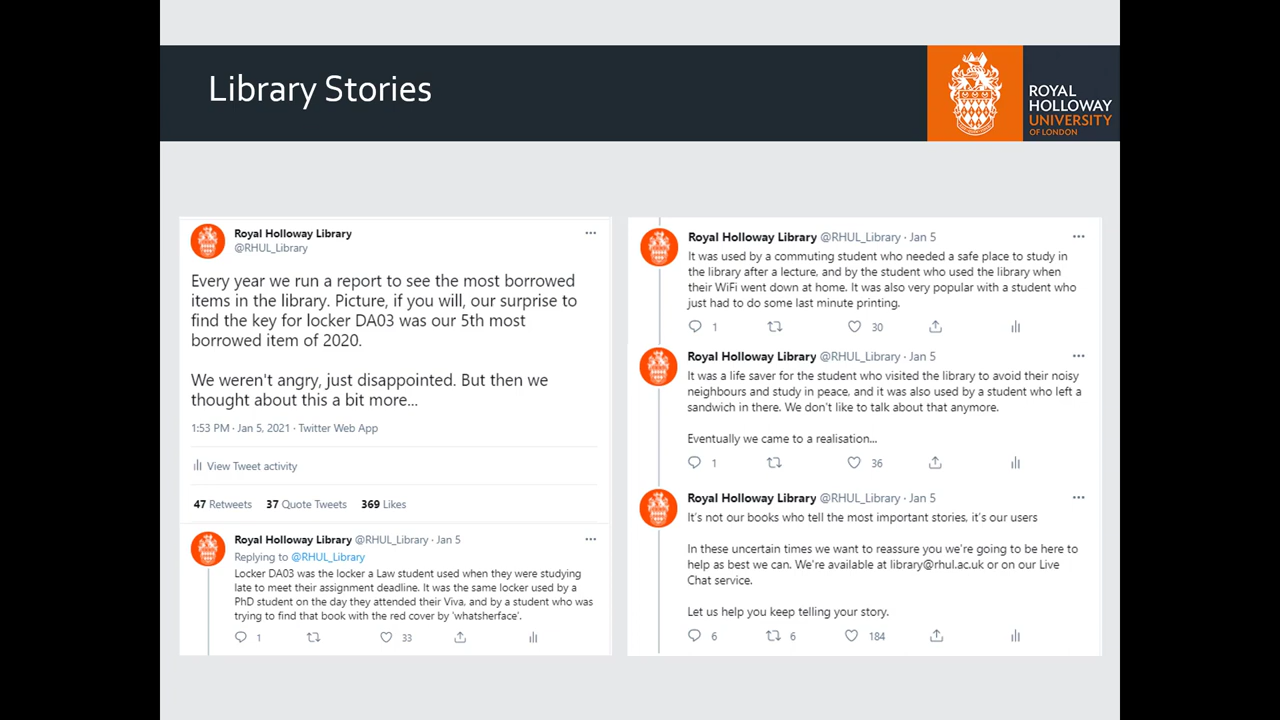 Library Stories
ROYAL
HOLLOWAY
UNIVERSITY
OF LONDON
Royal Holloway Library
@RHUL_Library
Every year we run a report to see the most borrowed
items in the library. Picture, if you will, our surprise to
find the key for locker DA03 was our 5th most
borrowed item of 2020.
We weren't angry, just disappointed. But then we
thought about this a bit more...
1:53 PM · Jan 5, 2021 · Twitter Web App
View Tweet activity
47 Retweets 37 Quote Tweets 369 Likes
Royal Holloway Library @RHUL_Library · Jan 5
Replying to @RHUL_Library
Locker DA03 was the locker a Law student used when they were studying
late to meet their assignment deadline. It was the same locker used by a
PhD student on the day they attended their Viva, and by a student who was
trying to find that book with the red cover by 'whatsherface'.
1 33
Royal Holloway Library @RHUL_Library · Jan 5
It was used by a commuting student who needed a safe place to study in
the library after a lecture, and by the student who used the library when
their WiFi went down at home. It was also very popular with a student who
just had to do some last minute printing.
1 30
Royal Holloway Library @RHUL_Library · Jan 5
It was a life saver for the student who visited the library to avoid their noisy
neighbours and study in peace, and it was also used by a student who left a
sandwich in there. We don't like to talk about that anymore.
Eventually we came to a realisation...
1 36
Royal Holloway Library @RHUL_Library · Jan 5
It's not our books who tell the most important stories, it's our users
In these uncertain times we want to reassure you we're going to be here to
help as best we can. We're available at library@rhul.ac.uk or on our Live
Chat service.
Let us help you keep telling your story.
6 6 184